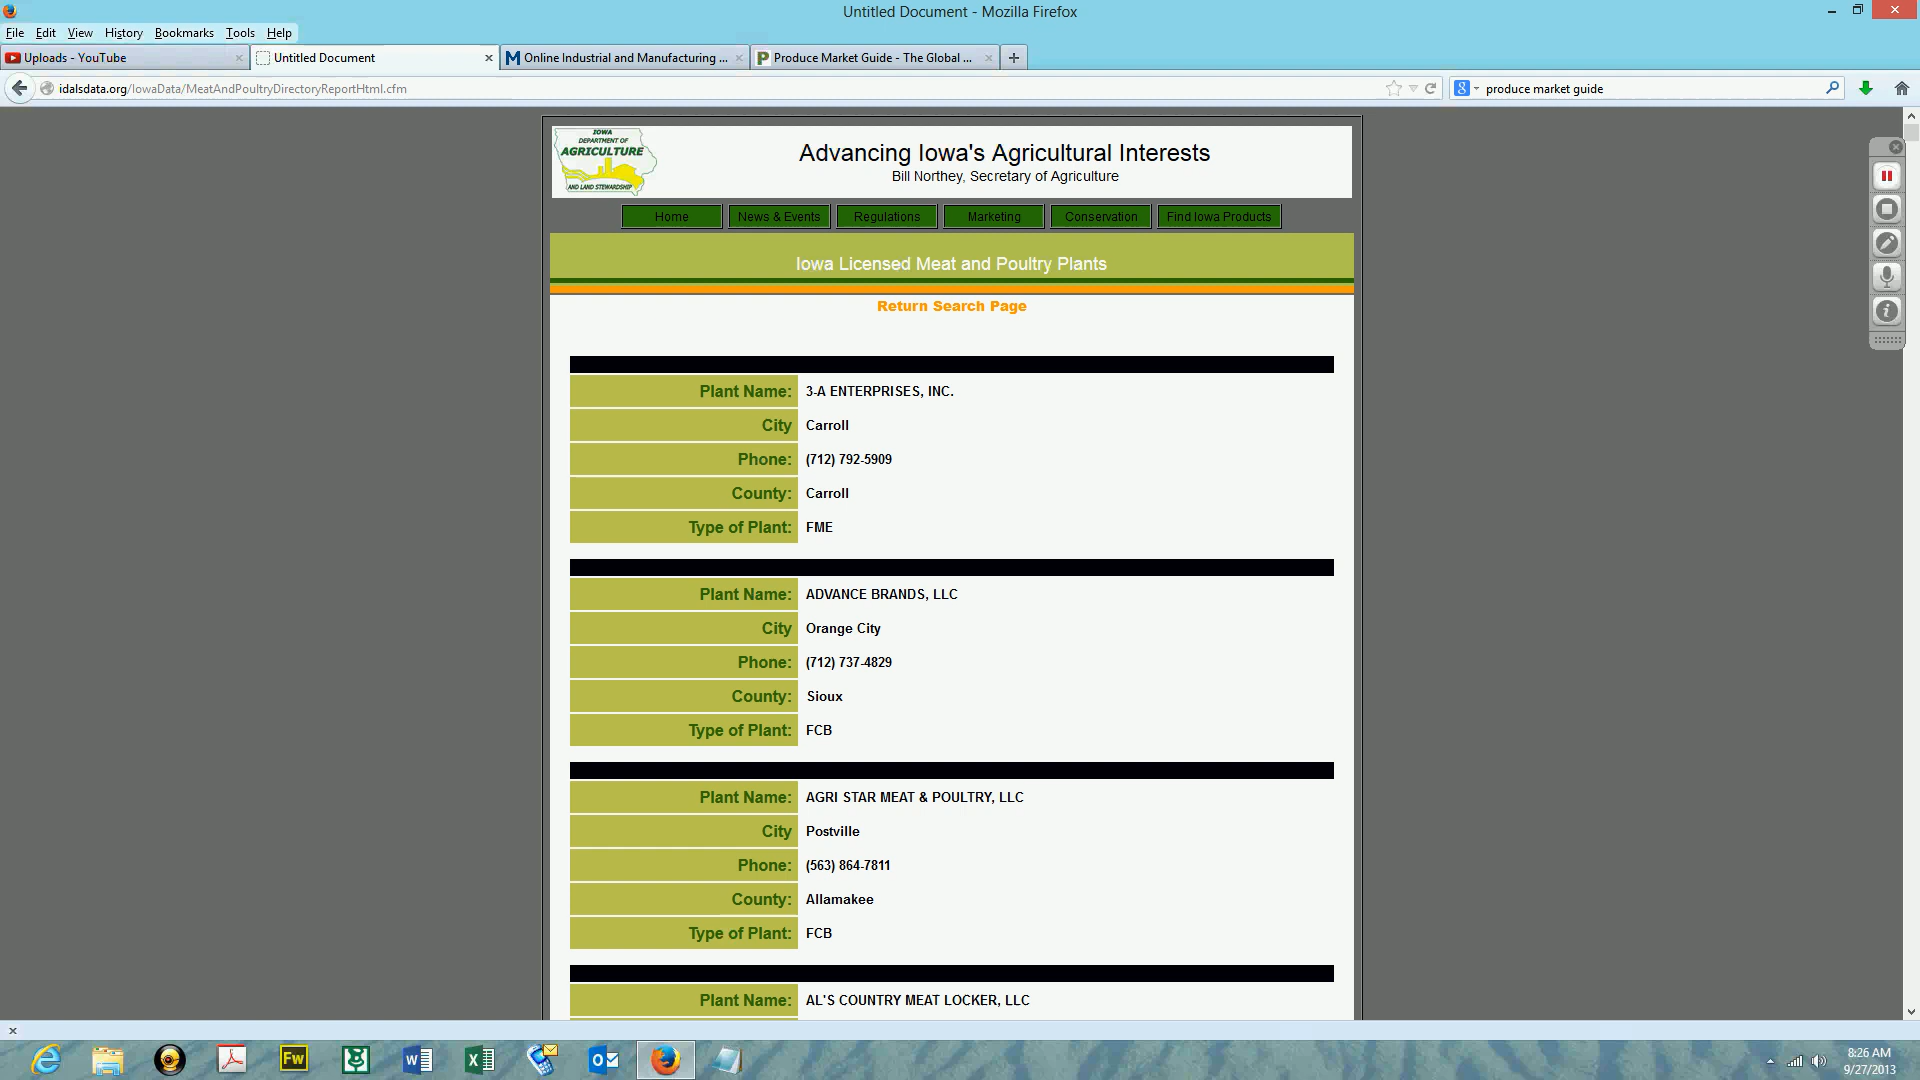 Untitled Document - Mozilla Firefox
File Edit View History Bookmarks Tools Help
Uploads - YouTube
Untitled Document
Online Industrial and Manufacturing ...
Produce Market Guide - The Global ...
idalsdata.org/IowaData/MeatAndPoultryDirectoryReportHtml.cfm
produce market guide
IOWA
DEPARTMENT OF
AGRICULTURE
AND LAND STEWARDSHIP
Advancing Iowa's Agricultural Interests
Bill Northey, Secretary of Agriculture
Home News & Events Regulations Marketing Conservation Find Iowa Products
Iowa Licensed Meat and Poultry Plants
Return Search Page
Plant Name: 3-A ENTERPRISES, INC.
City Carroll
Phone: (712) 792-5909
County: Carroll
Type of Plant: FME
Plant Name: ADVANCE BRANDS, LLC
City Orange City
Phone: (712) 737-4829
County: Sioux
Type of Plant: FCB
Plant Name: AGRI STAR MEAT & POULTRY, LLC
City Postville
Phone: (563) 864-7811
County: Allamakee
Type of Plant: FCB
Plant Name: AL'S COUNTRY MEAT LOCKER, LLC
Fw
8:26 AM
9/27/2013